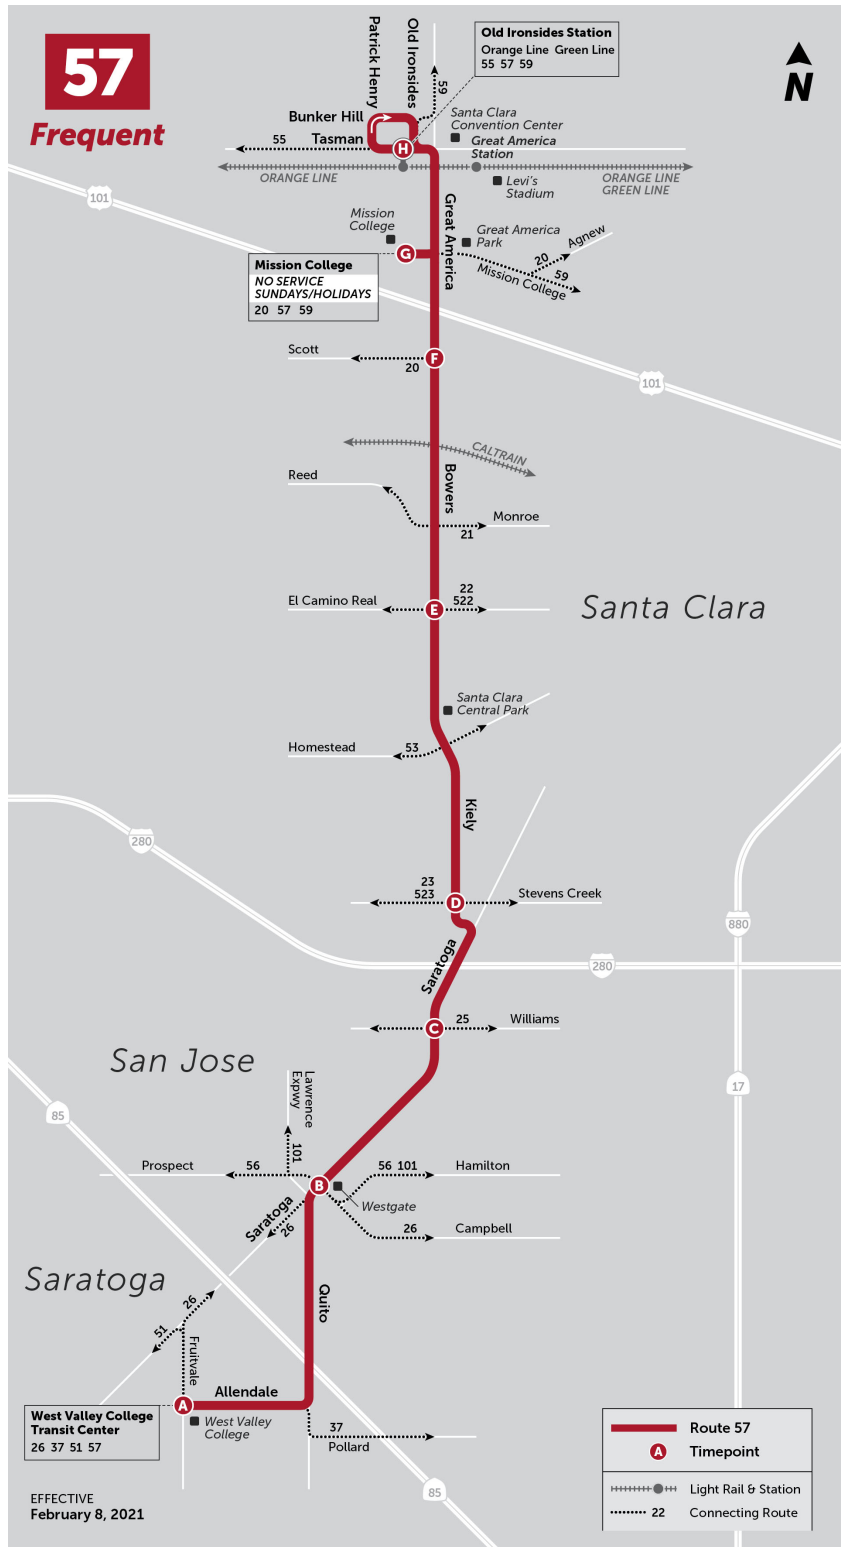 57
Frequent
Patrick Henry
Old Ironsides
Old Ironsides Station
Orange Line Green Line
55 57 59
N
59
Bunker Hill
Tasman
55
H
Santa Clara
Convention Center
Great America
Station
ORANGE LINE
ORANGE LINE
GREEN LINE
Levi's
Stadium
101
Mission
College
G
Great America
Great America
Park
20
Agnew
59
Mission College
Mission College
NO SERVICE
SUNDAYS/HOLIDAYS
20 57 59
Scott
20
F
101
CALTRAIN
Reed
Bowers
Monroe
21
El Camino Real
E
22
522
Santa Clara
Santa Clara
Central Park
Homestead
53
Kiely
280
23
523
D
Stevens Creek
880
Saratoga
280
C
25
Williams
San Jose
17
85
Lawrence
Expwy
101
Prospect
56
B
56 101
Hamilton
Westgate
Saratoga
26
26
Campbell
Saratoga
26
51
Fruitvale
Quito
Allendale
A
West Valley College
Transit Center
26 37 51 57
West Valley
College
37
Pollard
85
EFFECTIVE
February 8, 2021
Route 57
A
Timepoint
Light Rail & Station
22
Connecting Route